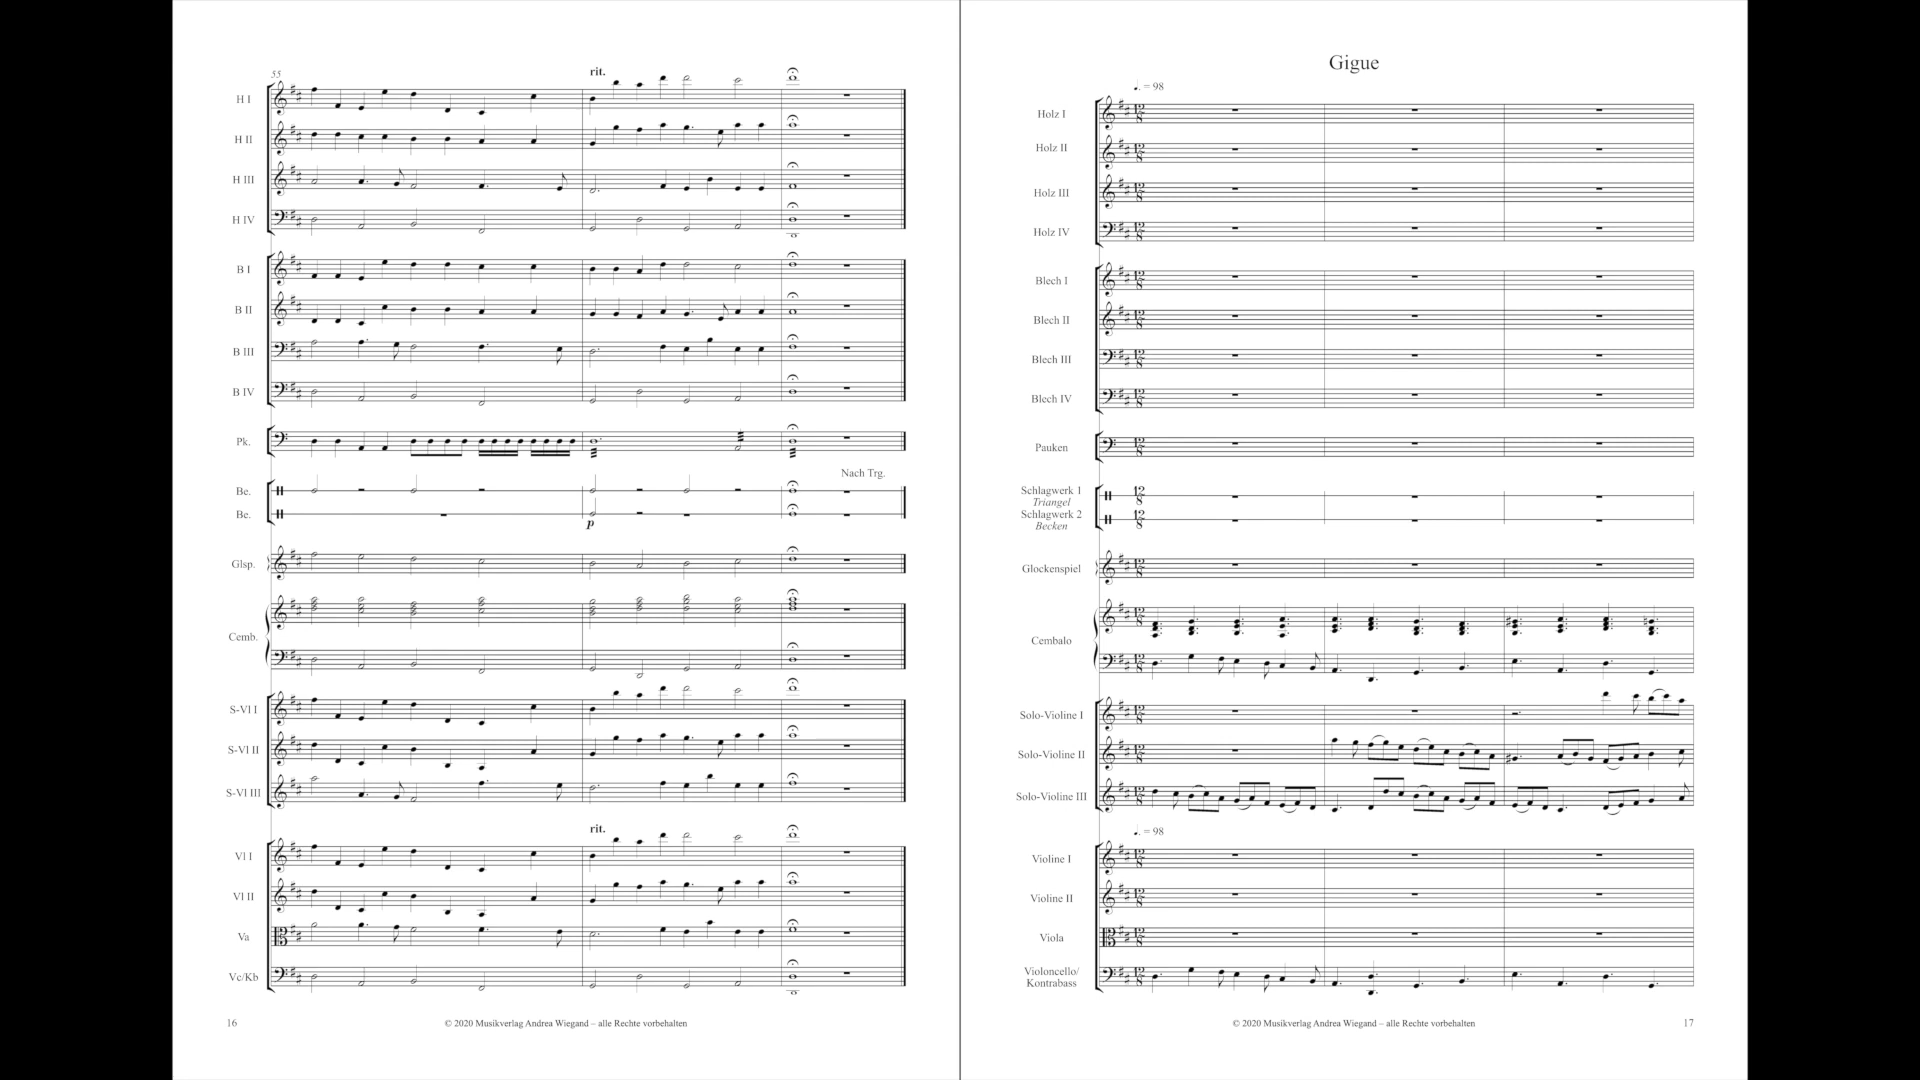 55
rit.
H I
H II
H III
H IV
B I
B II
B III
B IV
Pk.
Nach Trg.
Be.
Be.
p
Glsp.
Cemb.
S-Vl I
S-Vl II
S-Vl III
rit.
Vl I
Vl II
Va
Vc/Kb
16
© 2020 Musikverlag Andrea Wiegand – alle Rechte vorbehalten
Gigue
♩. = 98
Holz I
Holz II
Holz III
Holz IV
Blech I
Blech II
Blech III
Blech IV
Pauken
Schlagwerk 1
Triangel
Schlagwerk 2
Becken
Glockenspiel
Cembalo
Solo-Violine I
Solo-Violine II
Solo-Violine III
♩. = 98
Violine I
Violine II
Viola
Violoncello/
Kontrabass
© 2020 Musikverlag Andrea Wiegand – alle Rechte vorbehalten
17